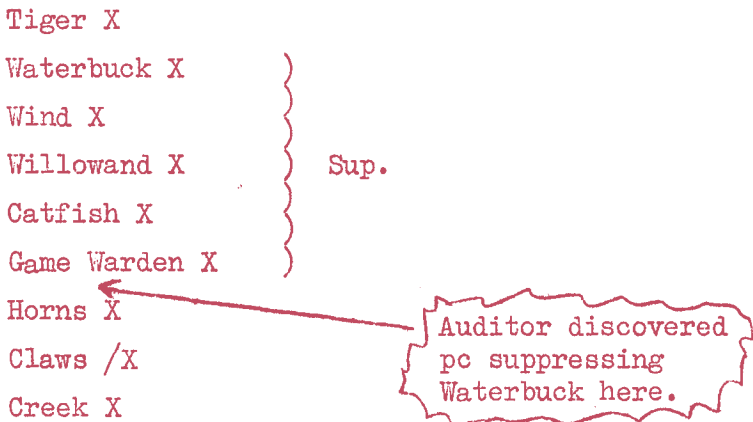 Tiger X
Waterbuck X )
Wind X )
Willowand X ) Sup.
Catfish X )
Game Warden X )
Horns X
Claws /X
Creek X
Auditor discovered
pc suppressing
Waterbuck here.